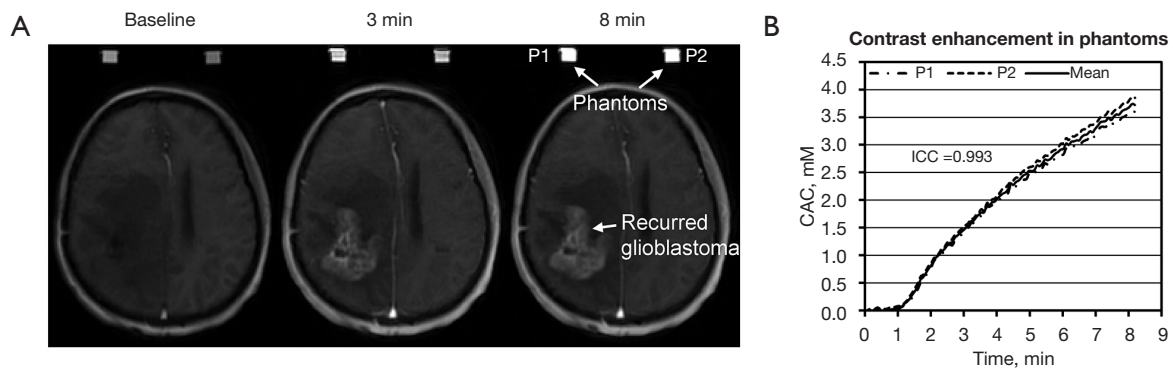 A
Baseline
3 min
8 min
P1
P2
Phantoms
Recurred
glioblastoma
B
Contrast enhancement in phantoms
P1
P2
Mean
4.5
4.0
3.5
3.0
2.5
2.0
1.5
1.0
0.5
0.0
CAC, mM
ICC =0.993
0 1 2 3 4 5 6 7 8 9
Time, min